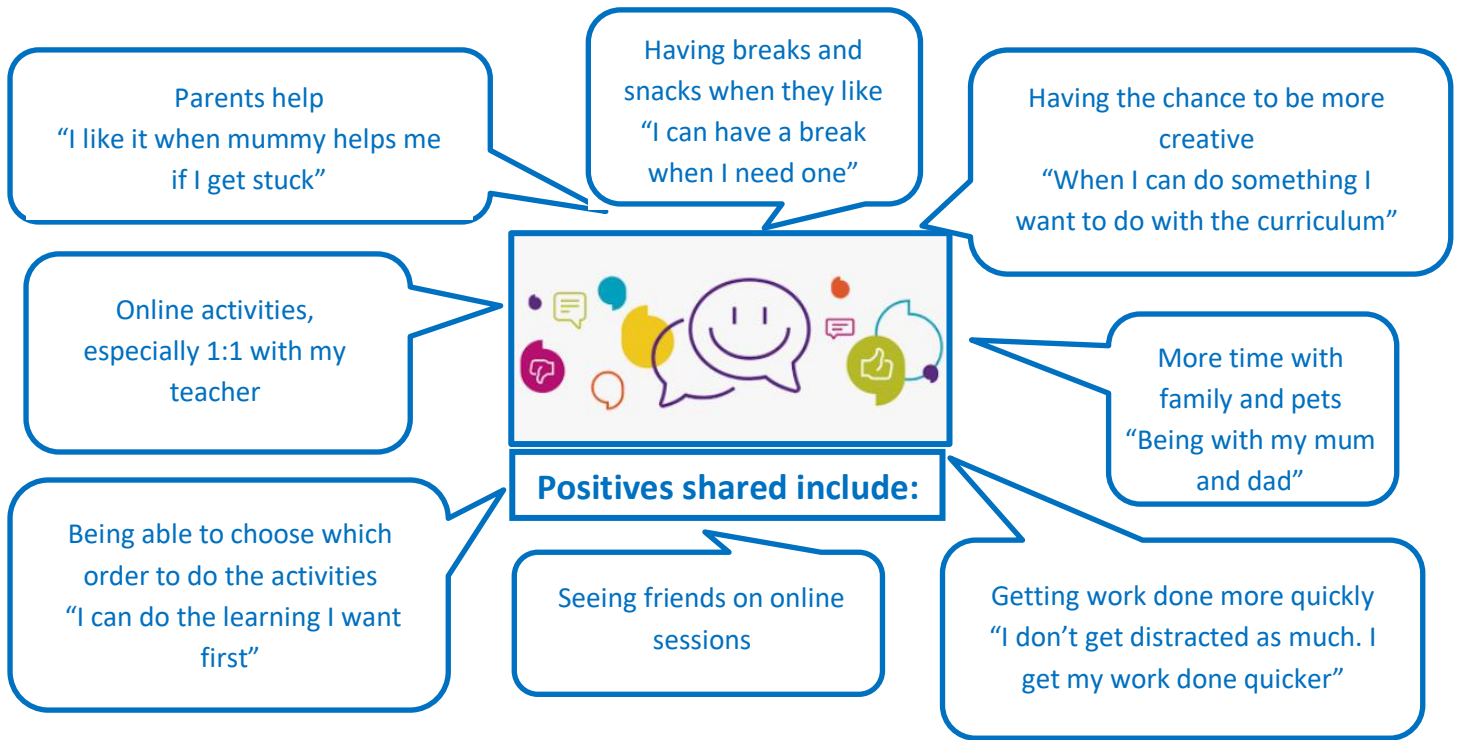 Parents help
“I like it when mummy helps me
if I get stuck”
Having breaks and
snacks when they like
“I can have a break
when I need one”
Having the chance to be more
creative
“When I can do something I
want to do with the curriculum”
Online activities,
especially 1:1 with my
teacher
More time with
family and pets
“Being with my mum
and dad”
Positives shared include:
Being able to choose which
order to do the activities
“I can do the learning I want
first”
Seeing friends on online
sessions
Getting work done more quickly
“I don’t get distracted as much. I
get my work done quicker”